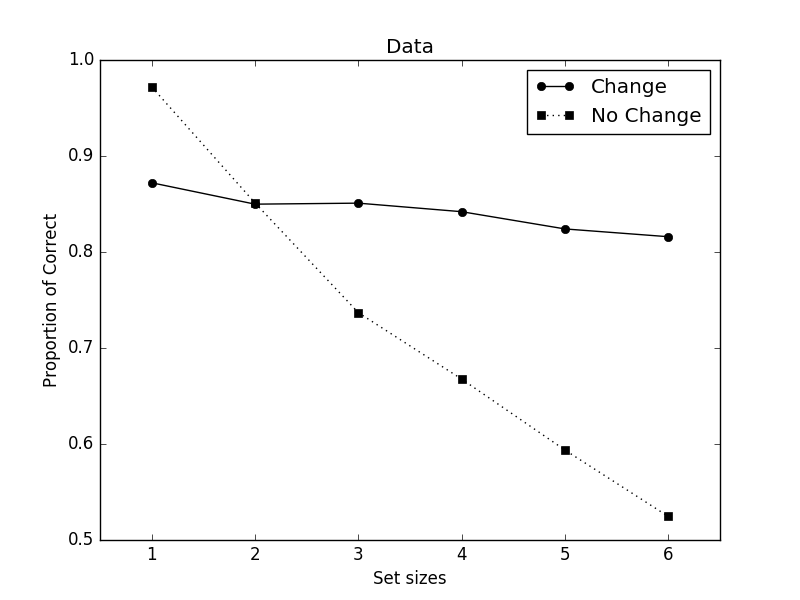 Data
Change
No Change
Proportion of Correct
1.0
0.9
0.8
0.7
0.6
0.5
1 2 3 4 5 6
Set sizes